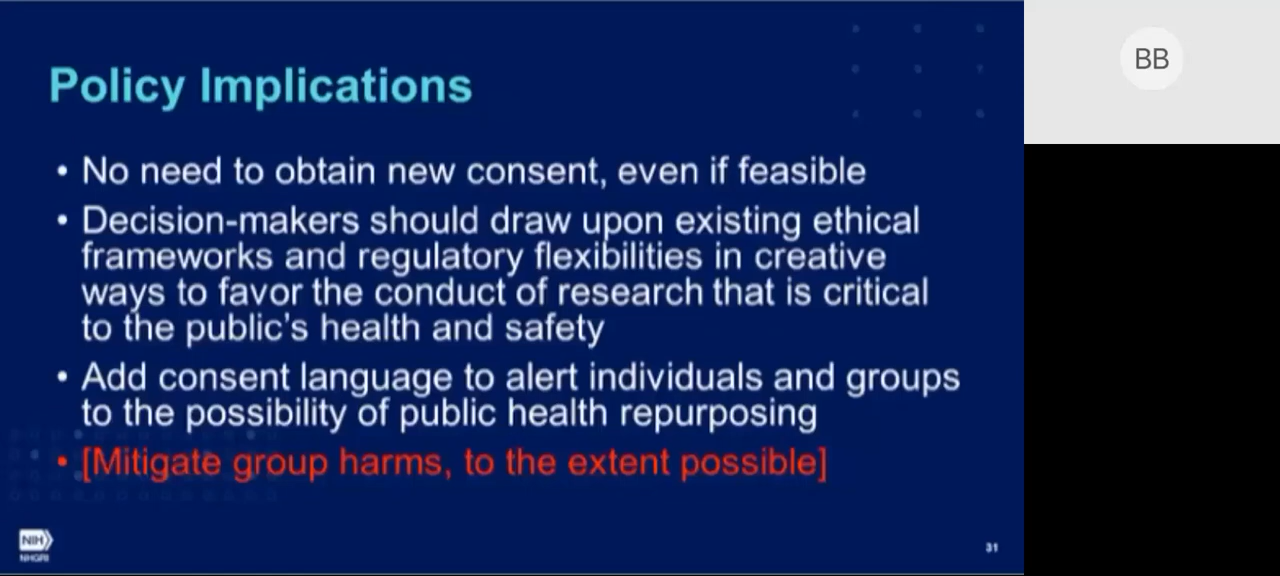 Policy Implications
• No need to obtain new consent, even if feasible
• Decision-makers should draw upon existing ethical
frameworks and regulatory flexibilities in creative
ways to favor the conduct of research that is critical
to the public's health and safety
• Add consent language to alert individuals and groups
to the possibility of public health repurposing
• [Mitigate group harms, to the extent possible]
NIH
NHGRI
31
BB